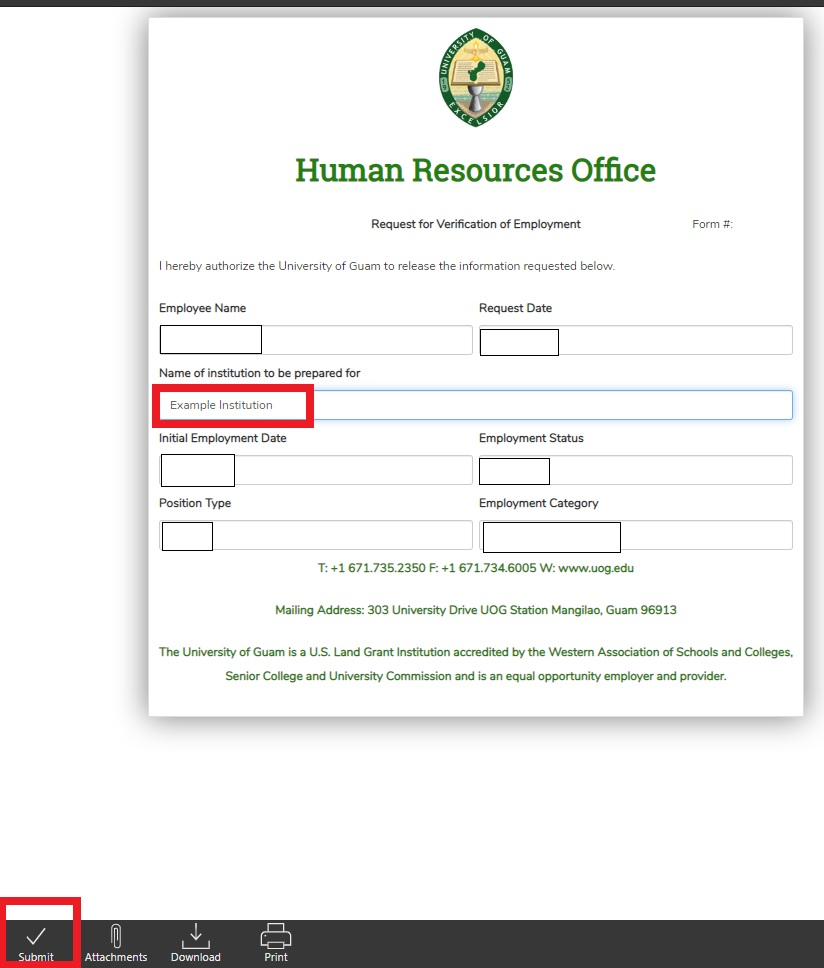 UNIVERSITY OF GUAM
EXCELSIOR
Human Resources Office
Request for Verification of Employment Form #:
I hereby authorize the University of Guam to release the information requested below.
Employee Name Request Date
Name of institution to be prepared for
Example Institution
Initial Employment Date Employment Status
Position Type Employment Category
T: +1 671.735.2350 F: +1 671.734.6005 W: www.uog.edu
Mailing Address: 303 University Drive UOG Station Mangilao, Guam 96913
The University of Guam is a U.S. Land Grant Institution accredited by the Western Association of Schools and Colleges,
Senior College and University Commission and is an equal opportunity employer and provider.
Submit Attachments Download Print